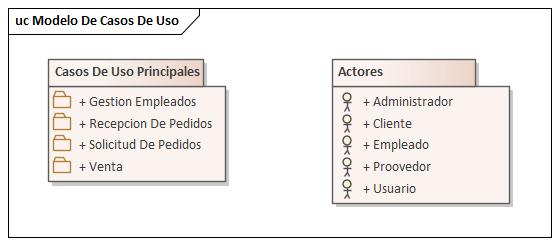 uc Modelo De Casos De Uso
Casos De Uso Principales
+ Gestion Empleados
+ Recepcion De Pedidos
+ Solicitud De Pedidos
+ Venta
Actores
+ Administrador
+ Cliente
+ Empleado
+ Proovedor
+ Usuario